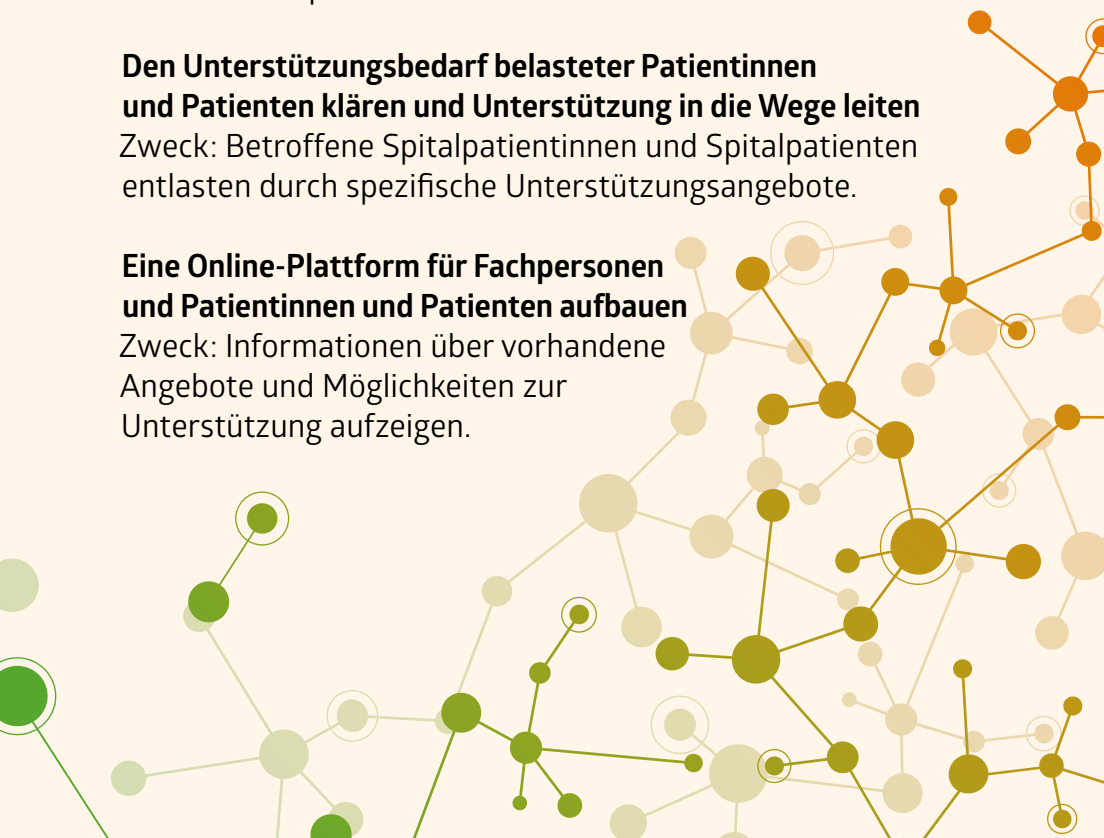 Den Unterstützungsbedarf belasteter Patientinnen
und Patienten klären und Unterstützung in die Wege leiten
Zweck: Betroffene Spitalpatientinnen und Spitalpatienten
entlasten durch spezifische Unterstützungsangebote.
Eine Online-Plattform für Fachpersonen
und Patientinnen und Patienten aufbauen
Zweck: Informationen über vorhandene
Angebote und Möglichkeiten zur
Unterstützung aufzeigen.